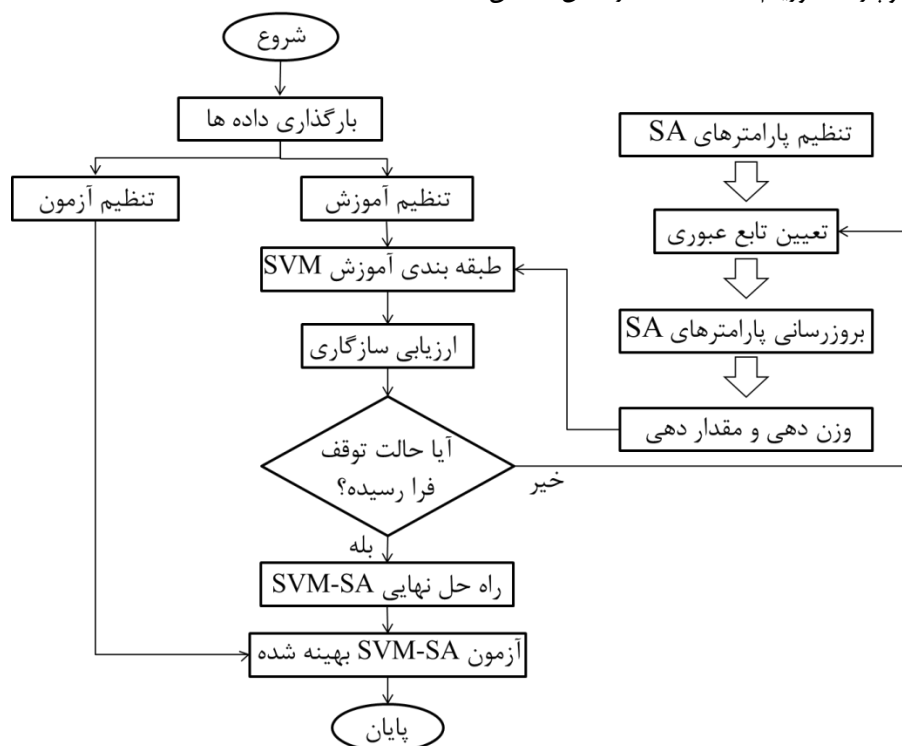 شروع
بارگذاری داده ها
تنظیم پارامترهای SA
تنظیم آزمون
تنظیم آموزش
تعیین تابع عبوری
طبقه بندی آموزش SVM
بروزرسانی پارامترهای SA
ارزیابی سازگاری
وزن دهی و مقدار دهی
آیا حالت توقف
فرا رسیده؟
خیر
بله
راه حل نهایی SVM-SA
آزمون SVM-SA بهینه شده
پایان